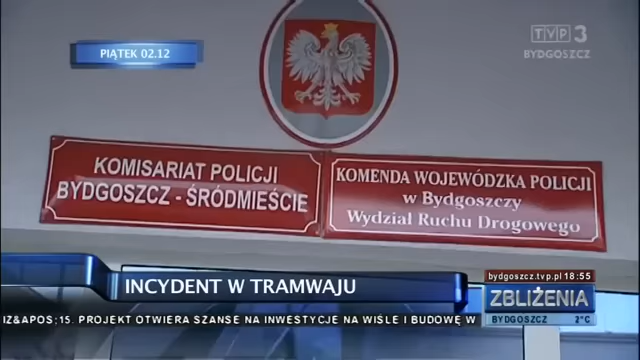 PIĄTEK 02.12
TVP 3
BYDGOSZCZ
KOMISARIAT POLICJI
BYDGOSZCZ - ŚRÓDMIEŚCIE
KOMENDA WOJEWÓDZKA POLICJI
w Bydgoszczy
Wydział Ruchu Drogowego
INCYDENT W TRAMWAJU
bydgoszcz.tvp.pl 18:55
ZBLIŻENIA
BYDGOSZCZ 2°C
IZ&APOS;15. PROJEKT OTWIERA SZANSE NA INWESTYCJE NA WIŚLE I BUDOWĘ W